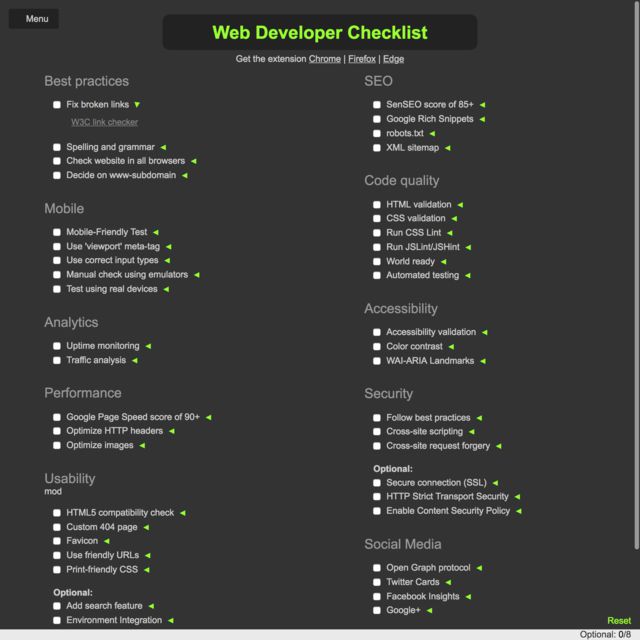 Menu
Web Developer Checklist
Get the extension Chrome | Firefox | Edge
Best practices
Fix broken links
W3C link checker
Spelling and grammar
Check website in all browsers
Decide on www-subdomain
Mobile
Mobile-Friendly Test
Use 'viewport' meta-tag
Use correct input types
Manual check using emulators
Test using real devices
Analytics
Uptime monitoring
Traffic analysis
Performance
Google Page Speed score of 90+
Optimize HTTP headers
Optimize images
Usability
mod
HTML5 compatibility check
Custom 404 page
Favicon
Use friendly URLs
Print-friendly CSS
Optional:
Add search feature
Environment Integration
SEO
SenSEO score of 85+
Google Rich Snippets
robots.txt
XML sitemap
Code quality
HTML validation
CSS validation
Run CSS Lint
Run JSLint/JSHint
World ready
Automated testing
Accessibility
Accessibility validation
Color contrast
WAI-ARIA Landmarks
Security
Follow best practices
Cross-site scripting
Cross-site request forgery
Optional:
Secure connection (SSL)
HTTP Strict Transport Security
Enable Content Security Policy
Social Media
Open Graph protocol
Twitter Cards
Facebook Insights
Google+
Reset
Optional: 0/8